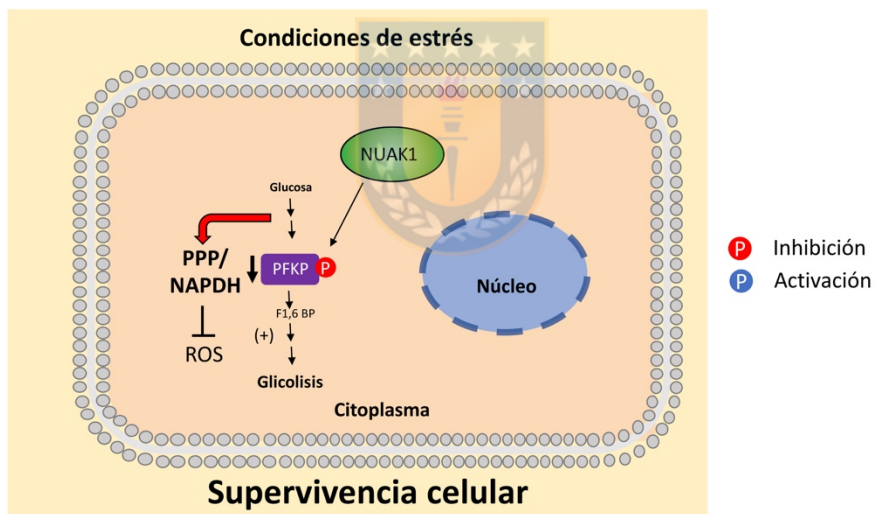 Condiciones de estrés
NUAK1
Glucosa
PPP/
NAPDH
PFKP
P
F1,6 BP
(+)
ROS
Glicolisis
Núcleo
Citoplasma
Supervivencia celular
P Inhibición
P Activación